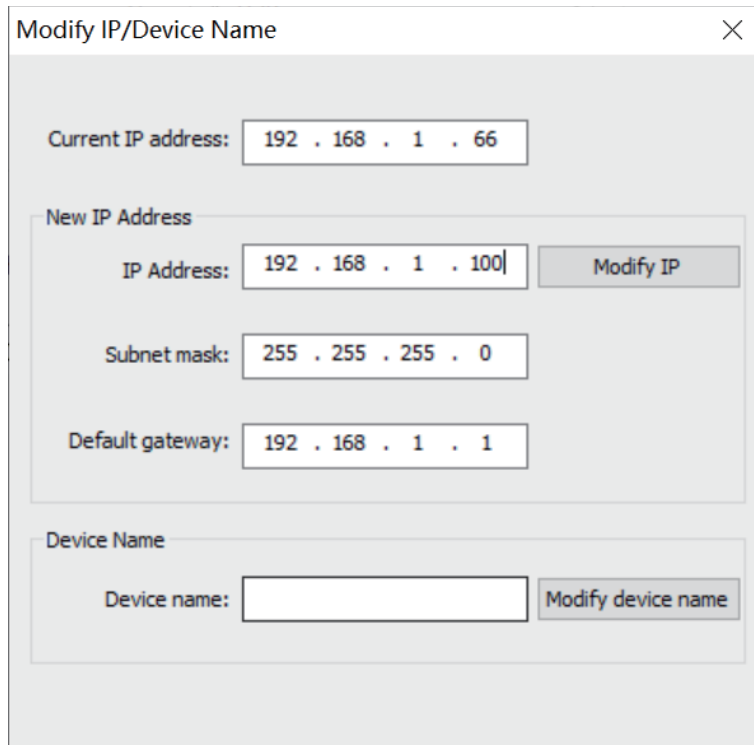 Modify IP/Device Name
Current IP address: 192 . 168 . 1 . 66
New IP Address
IP Address: 192 . 168 . 1 . 100 Modify IP
Subnet mask: 255 . 255 . 255 . 0
Default gateway: 192 . 168 . 1 . 1
Device Name
Device name: Modify device name